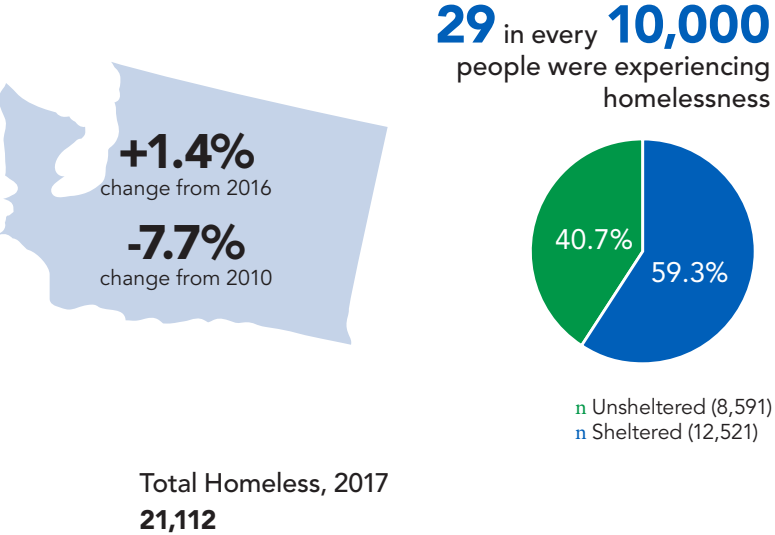 29 in every 10,000
people were experiencing
homelessness
+1.4%
change from 2016
-7.7%
change from 2010
40.7%
59.3%
n Unsheltered (8,591)
n Sheltered (12,521)
Total Homeless, 2017
21,112